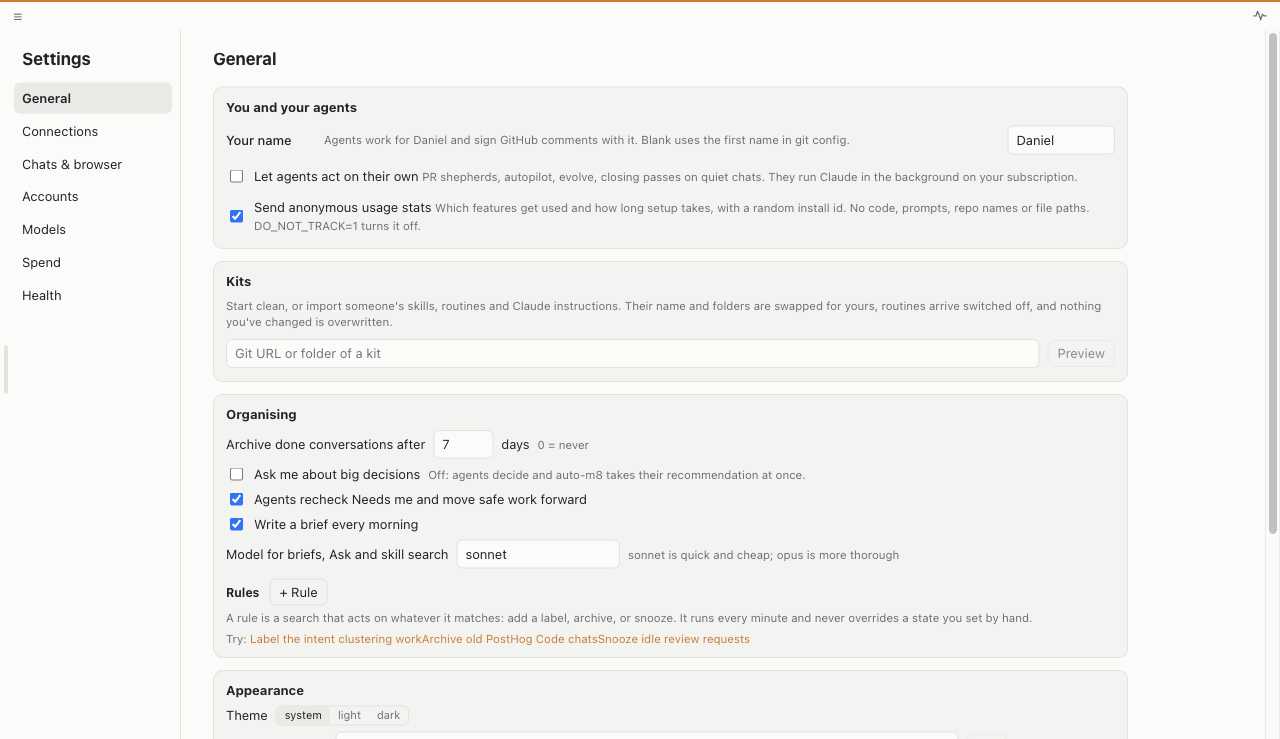 Settings
General
Connections
Chats & browser
Accounts
Models
Spend
Health
General
You and your agents
Your name Agents work for Daniel and sign GitHub comments with it. Blank uses the first name in git config. Daniel
Let agents act on their own PR shepherds, autopilot, evolve, closing passes on quiet chats. They run Claude in the background on your subscription.
Send anonymous usage stats Which features get used and how long setup takes, with a random install id. No code, prompts, repo names or file paths.
DO_NOT_TRACK=1 turns it off.
Kits
Start clean, or import someone's skills, routines and Claude instructions. Their name and folders are swapped for yours, routines arrive switched off, and nothing
you've changed is overwritten.
Git URL or folder of a kit Preview
Organising
Archive done conversations after 7 days 0 = never
Ask me about big decisions Off: agents decide and auto-m8 takes their recommendation at once.
Agents recheck Needs me and move safe work forward
Write a brief every morning
Model for briefs, Ask and skill search sonnet sonnet is quick and cheap; opus is more thorough
Rules + Rule
A rule is a search that acts on whatever it matches: add a label, archive, or snooze. It runs every minute and never overrides a state you set by hand.
Try: Label the intent clustering workArchive old PostHog Code chatsSnooze idle review requests
Appearance
Theme system light dark